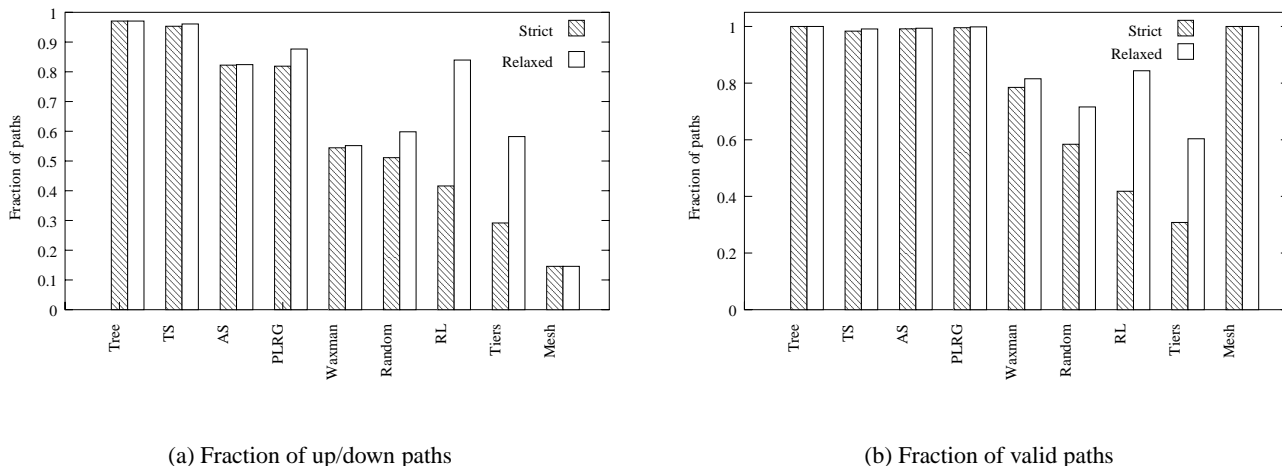 1
0.9
0.8
0.7
0.6
0.5
0.4
0.3
0.2
0.1
0
Fraction of paths
Strict
Relaxed
Tree
TS
AS
PLRG
Waxman
Random
RL
Tiers
Mesh
(a) Fraction of up/down paths
1
0.8
0.6
0.4
0.2
0
Fraction of paths
Strict
Relaxed
Tree
TS
AS
PLRG
Waxman
Random
RL
Tiers
Mesh
(b) Fraction of valid paths